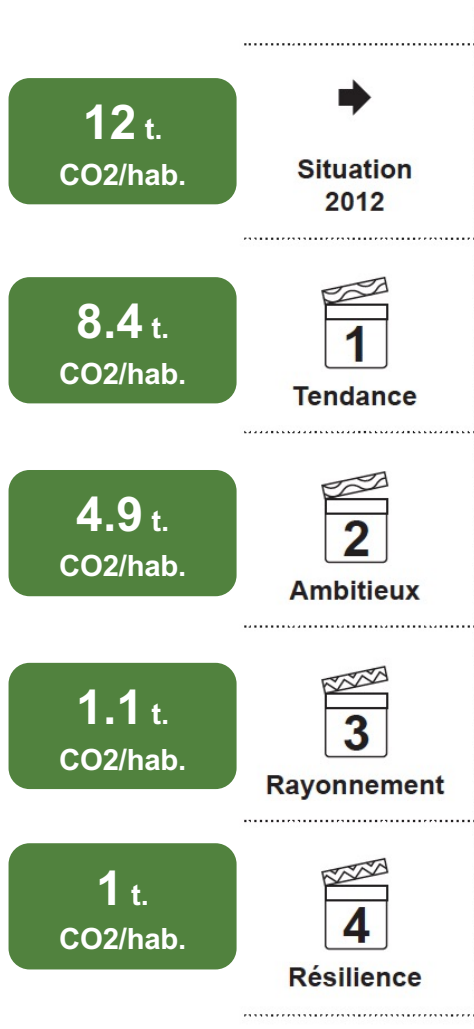 12 t.
CO2/hab.
Situation
2012
8.4 t.
CO2/hab.
1
Tendance
4.9 t.
CO2/hab.
2
Ambitieux
1.1 t.
CO2/hab.
3
Rayonnement
1 t.
CO2/hab.
4
Résilience